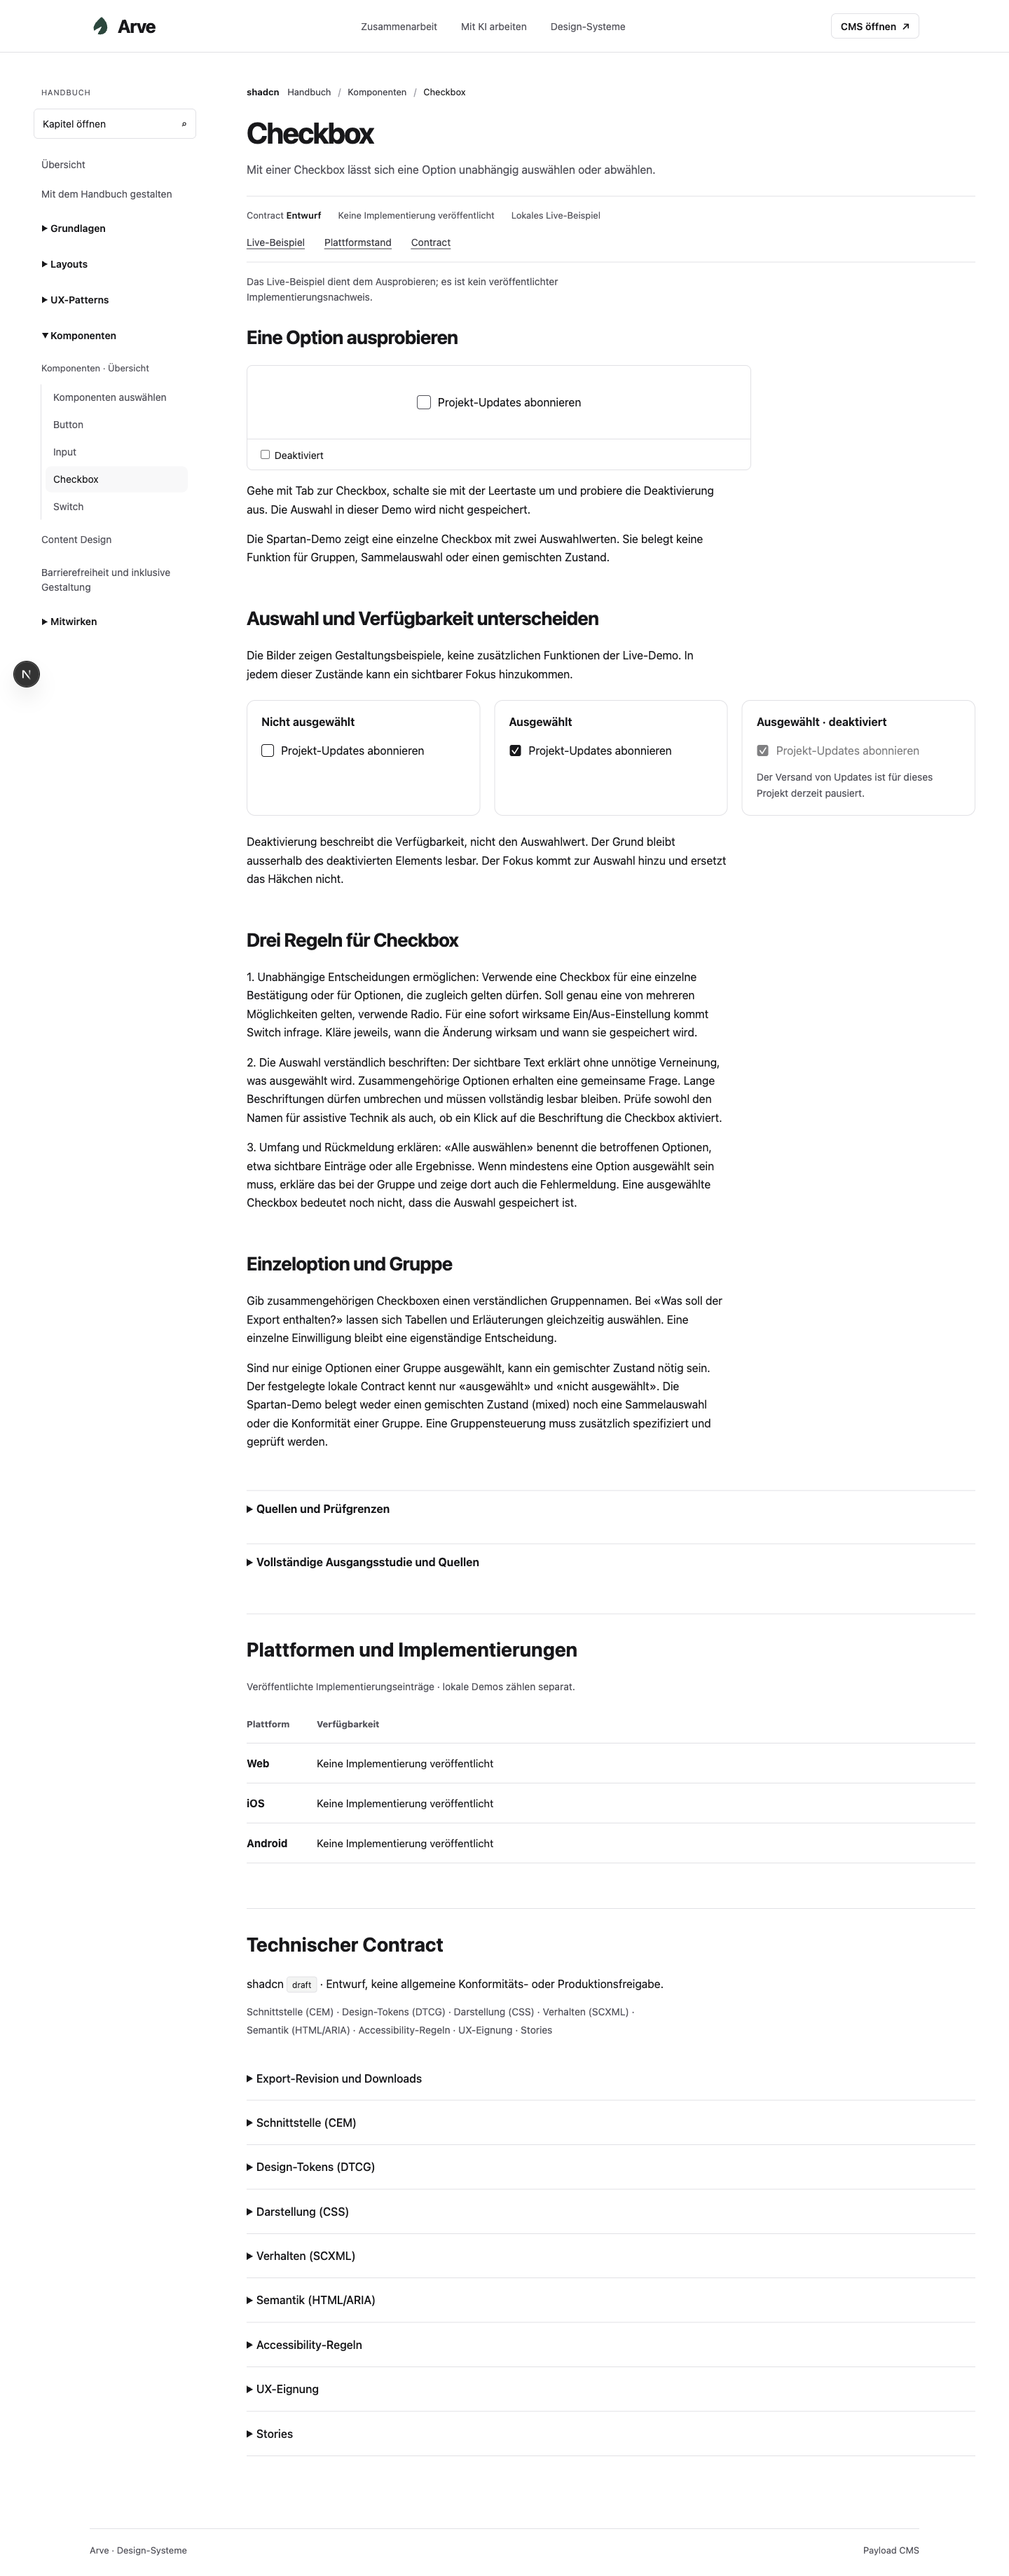 Arve
Zusammenarbeit Mit KI arbeiten Design-Systeme
CMS öffnen ↗
HANDBUCH
Kapitel öffnen
Übersicht
Mit dem Handbuch gestalten
▶ Grundlagen
▶ Layouts
▶ UX-Patterns
▼ Komponenten
Komponenten · Übersicht
Komponenten auswählen
Button
Input
Checkbox
Switch
Content Design
Barrierefreiheit und inklusive
Gestaltung
▶ Mitwirken
N
shadcn Handbuch / Komponenten / Checkbox
Checkbox
Mit einer Checkbox lässt sich eine Option unabhängig auswählen oder abwählen.
Contract Entwurf Keine Implementierung veröffentlicht Lokales Live-Beispiel
Live-Beispiel Plattformstand Contract
Das Live-Beispiel dient dem Ausprobieren; es ist kein veröffentlichter
Implementierungsnachweis.
Eine Option ausprobieren
Projekt-Updates abonnieren
Deaktiviert
Gehe mit Tab zur Checkbox, schalte sie mit der Leertaste um und probiere die Deaktivierung
aus. Die Auswahl in dieser Demo wird nicht gespeichert.
Die Spartan-Demo zeigt eine einzelne Checkbox mit zwei Auswahlwerten. Sie belegt keine
Funktion für Gruppen, Sammelauswahl oder einen gemischten Zustand.
Auswahl und Verfügbarkeit unterscheiden
Die Bilder zeigen Gestaltungsbeispiele, keine zusätzlichen Funktionen der Live-Demo. In
jedem dieser Zustände kann ein sichtbarer Fokus hinzukommen.
Nicht ausgewählt
Projekt-Updates abonnieren
Ausgewählt
Projekt-Updates abonnieren
Ausgewählt · deaktiviert
Projekt-Updates abonnieren
Der Versand von Updates ist für dieses
Projekt derzeit pausiert.
Deaktivierung beschreibt die Verfügbarkeit, nicht den Auswahlwert. Der Grund bleibt
ausserhalb des deaktivierten Elements lesbar. Der Fokus kommt zur Auswahl hinzu und ersetzt
das Häkchen nicht.
Drei Regeln für Checkbox
1. Unabhängige Entscheidungen ermöglichen: Verwende eine Checkbox für eine einzelne
Bestätigung oder für Optionen, die zugleich gelten dürfen. Soll genau eine von mehreren
Möglichkeiten gelten, verwende Radio. Für eine sofort wirksame Ein/Aus-Einstellung kommt
Switch infrage. Kläre jeweils, wann die Änderung wirksam und wann sie gespeichert wird.
2. Die Auswahl verständlich beschriften: Der sichtbare Text erklärt ohne unnötige Verneinung,
was ausgewählt wird. Zusammengehörige Optionen erhalten eine gemeinsame Frage. Lange
Beschriftungen dürfen umbrechen und müssen vollständig lesbar bleiben. Prüfe sowohl den
Namen für assistive Technik als auch, ob ein Klick auf die Beschriftung die Checkbox aktiviert.
3. Umfang und Rückmeldung erklären: «Alle auswählen» benennt die betroffenen Optionen,
etwa sichtbare Einträge oder alle Ergebnisse. Wenn mindestens eine Option ausgewählt sein
muss, erkläre das bei der Gruppe und zeige dort auch die Fehlermeldung. Eine ausgewählte
Checkbox bedeutet noch nicht, dass die Auswahl gespeichert ist.
Einzeloption und Gruppe
Gib zusammengehörigen Checkboxen einen verständlichen Gruppennamen. Bei «Was soll der
Export enthalten?» lassen sich Tabellen und Erläuterungen gleichzeitig auswählen. Eine
einzelne Einwilligung bleibt eine eigenständige Entscheidung.
Sind nur einige Optionen einer Gruppe ausgewählt, kann ein gemischter Zustand nötig sein.
Der festgelegte lokale Contract kennt nur «ausgewählt» und «nicht ausgewählt». Die
Spartan-Demo belegt weder einen gemischten Zustand (mixed) noch eine Sammelauswahl
oder die Konformität einer Gruppe. Eine Gruppensteuerung muss zusätzlich spezifiziert und
geprüft werden.
▶ Quellen und Prüfgrenzen
▶ Vollständige Ausgangsstudie und Quellen
Plattformen und Implementierungen
Veröffentlichte Implementierungseinträge · lokale Demos zählen separat.
Plattform Verfügbarkeit
Web Keine Implementierung veröffentlicht
iOS Keine Implementierung veröffentlicht
Android Keine Implementierung veröffentlicht
Technischer Contract
shadcn draft · Entwurf, keine allgemeine Konformitäts- oder Produktionsfreigabe.
Schnittstelle (CEM) · Design-Tokens (DTCG) · Darstellung (CSS) · Verhalten (SCXML) ·
Semantik (HTML/ARIA) · Accessibility-Regeln · UX-Eignung · Stories
▶ Export-Revision und Downloads
▶ Schnittstelle (CEM)
▶ Design-Tokens (DTCG)
▶ Darstellung (CSS)
▶ Verhalten (SCXML)
▶ Semantik (HTML/ARIA)
▶ Accessibility-Regeln
▶ UX-Eignung
▶ Stories
Arve · Design-Systeme
Payload CMS